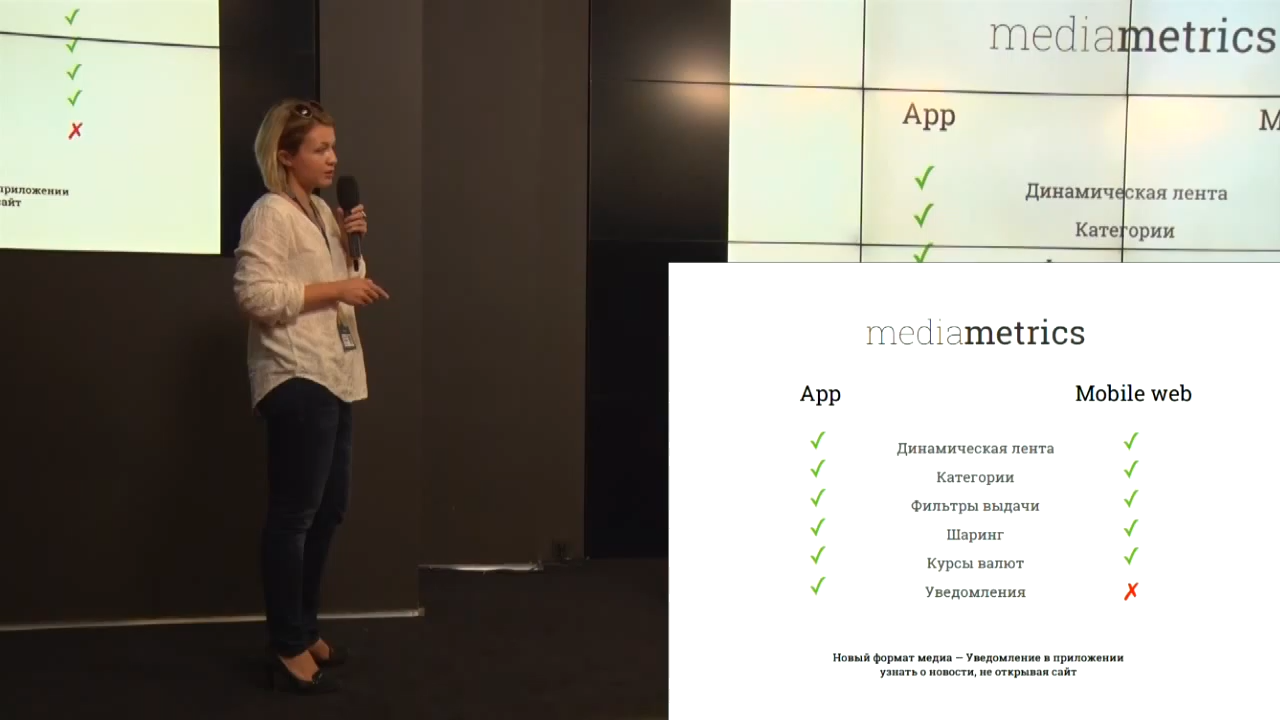 приложении
сайт
mediametrics
App
M
Динамическая лента
Категории
mediametrics
App
Mobile web
Динамическая лента
Категории
Фильтры выдачи
Шаринг
Курсы валют
Уведомления
Новый формат медиа — Уведомление в приложении
узнать о новости, не открывая сайт